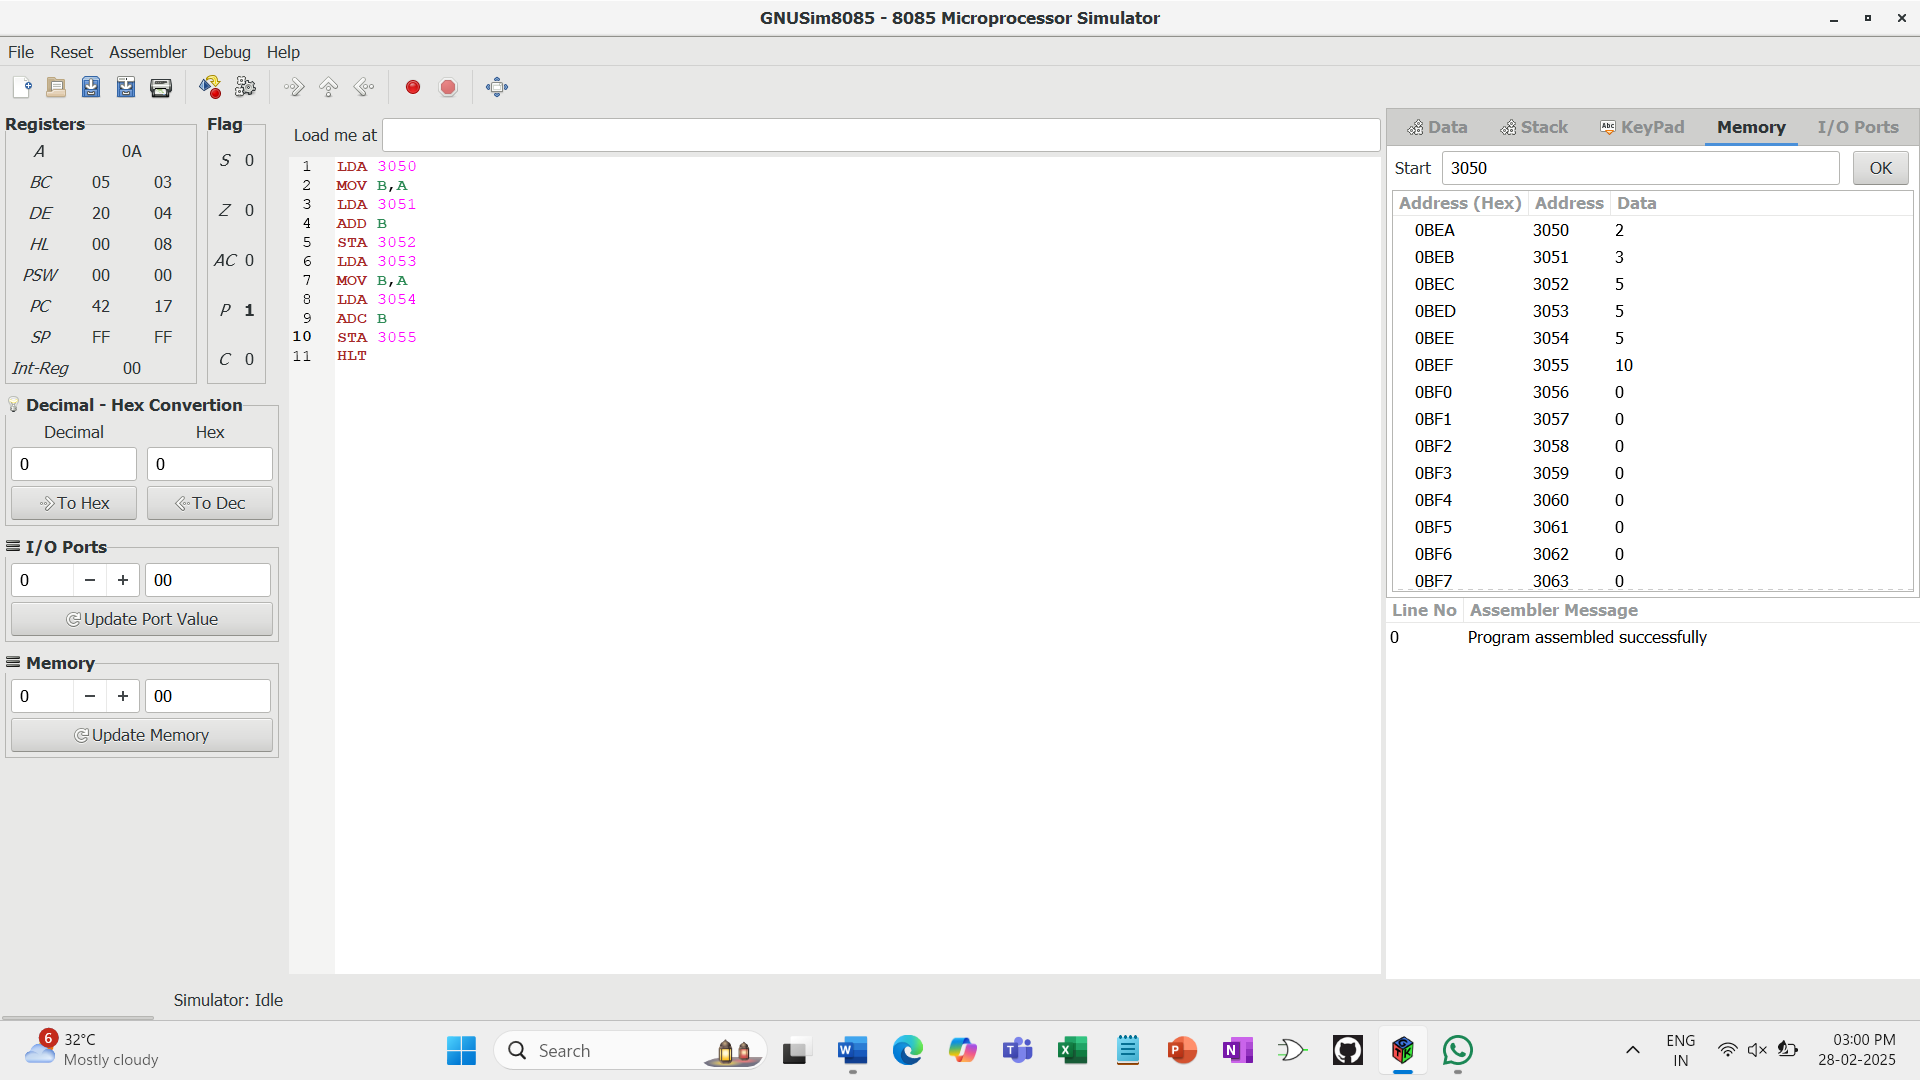 GNUSim8085 - 8085 Microprocessor Simulator
File Reset Assembler Debug Help
Registers
A 0A
BC 05 03
DE 20 04
HL 00 08
PSW 00 00
PC 42 17
SP FF FF
Int-Reg 00
Flag
S 0
Z 0
AC 0
P 1
C 0
Decimal - Hex Convertion
Decimal Hex
0 0
To Hex To Dec
I/O Ports
0 − + 00
Update Port Value
Memory
0 − + 00
Update Memory
Load me at
1 LDA 3050
2 MOV B,A
3 LDA 3051
4 ADD B
5 STA 3052
6 LDA 3053
7 MOV B,A
8 LDA 3054
9 ADC B
10 STA 3055
11 HLT
Data Stack Abc KeyPad Memory I/O Ports
Start 3050 OK
Address (Hex) Address Data
0BEA 3050 2
0BEB 3051 3
0BEC 3052 5
0BED 3053 5
0BEE 3054 5
0BEF 3055 10
0BF0 3056 0
0BF1 3057 0
0BF2 3058 0
0BF3 3059 0
0BF4 3060 0
0BF5 3061 0
0BF6 3062 0
0BF7 3063 0
Line No Assembler Message
0 Program assembled successfully
Simulator: Idle
6 32°C
Mostly cloudy
Search
ENG
IN
03:00 PM
28-02-2025